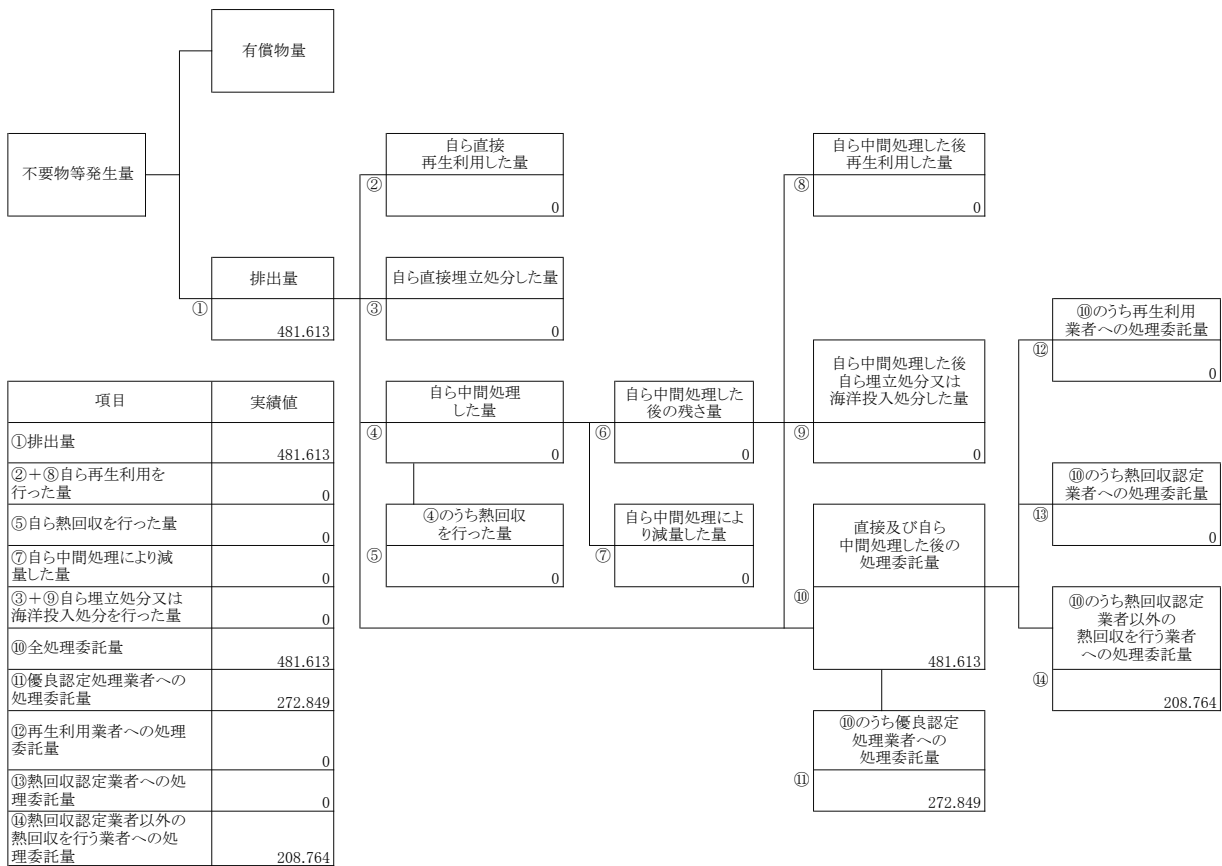 有償物量
不要物等発生量
自ら直接
再生利用した量
②
0
自ら中間処理した後
再生利用した量
⑧
0
排出量
①
481.613
自ら直接埋立処分した量
③
0
⑩のうち再生利用
業者への処理委託量
⑫
0
自ら中間処理
した量
④
0
自ら中間処理した
後の残さ量
⑥
0
自ら中間処理した後
自ら埋立処分又は
海洋投入処分した量
⑨
0
⑩のうち熱回収認定
業者への処理委託量
⑬
0
④のうち熱回収
を行った量
⑤
0
自ら中間処理によ
り減量した量
⑦
0
直接及び自ら
中間処理した後の
処理委託量
⑩
481.613
⑩のうち熱回収認定
業者以外の
熱回収を行う業者
への処理委託量
⑭
208.764
⑩のうち優良認定
処理業者への
処理委託量
⑪
272.849
項目 実績値
①排出量 481.613
②+⑧自ら再生利用を
行った量 0
⑤自ら熱回収を行った量 0
⑦自ら中間処理により減
量した量 0
③+⑨自ら埋立処分又は
海洋投入処分を行った量 0
⑩全処理委託量 481.613
⑪優良認定処理業者への
処理委託量 272.849
⑫再生利用業者への処理
委託量 0
⑬熱回収認定業者への処
理委託量 0
⑭熱回収認定業者以外の
熱回収を行う業者への処
理委託量 208.764